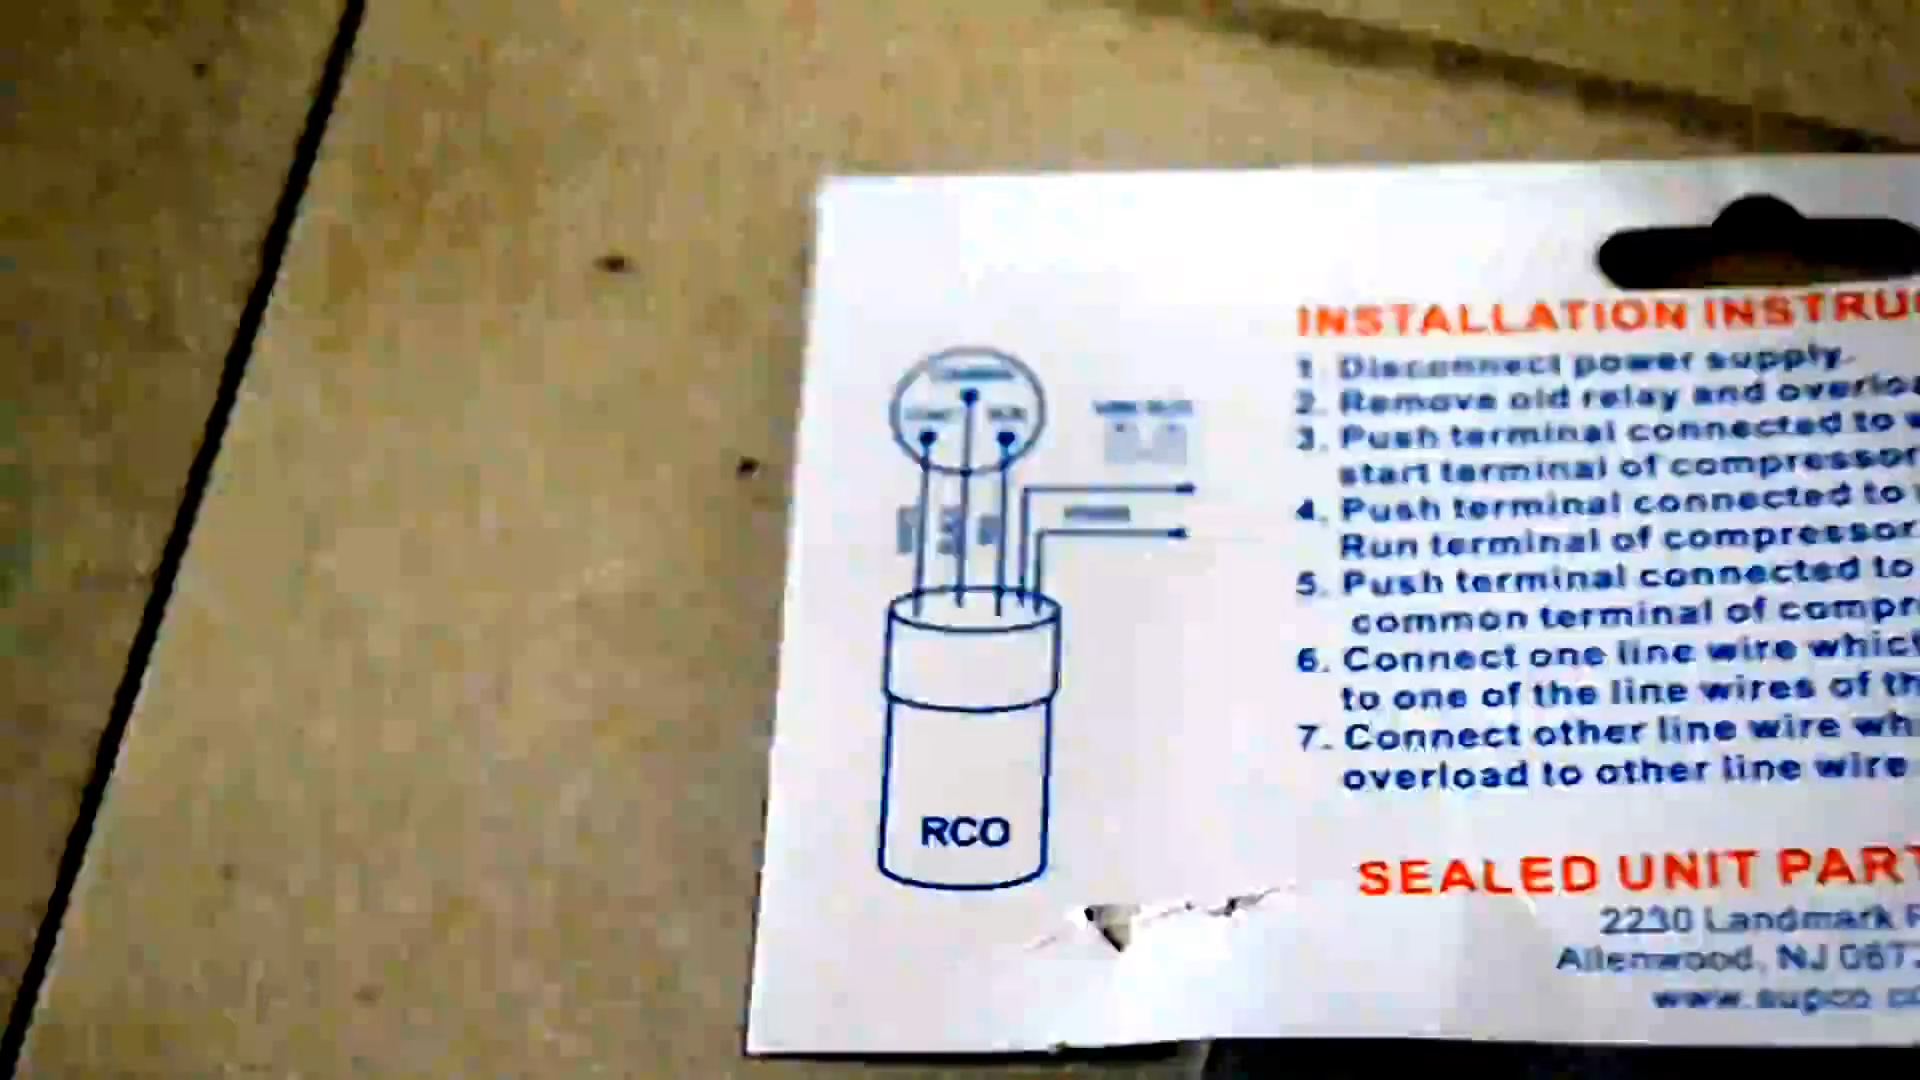 INSTALLATION INSTRU
1. Disconnect power supply.
2. Remove old relay and overloa
3. Push terminal connected to
start terminal of compressor
4. Push terminal connected to
Run terminal of compressor
5. Push terminal connected to
common terminal of compr
6. Connect one line wire which
to one of the line wires of th
7. Connect other line wire wh
overload to other line wire
RCO
SEALED UNIT PART
2230 Landmark
Allenwood, NJ 087
www.supco.co